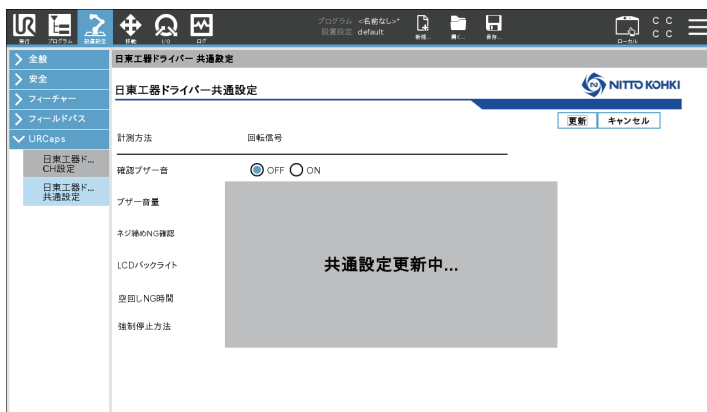 プログラム <名前なし>*
設置設定 default
実行
プログラム
設置設定
移動
I/O
ログ
新規...
開く...
保存...
ローカル
C C
C C
全般
安全
フィーチャー
フィールドバス
URCaps
日東工器ド...
CH設定
日東工器ド...
共通設定
日東工器ドライバー 共通設定
日東工器ドライバー共通設定
NITTO KOHKI
更新 キャンセル
計測方法 回転信号
確認ブザー音 OFF ON
ブザー音量
ネジ締めNG確認
LCDバックライト
空回しNG時間
強制停止方法
共通設定更新中...